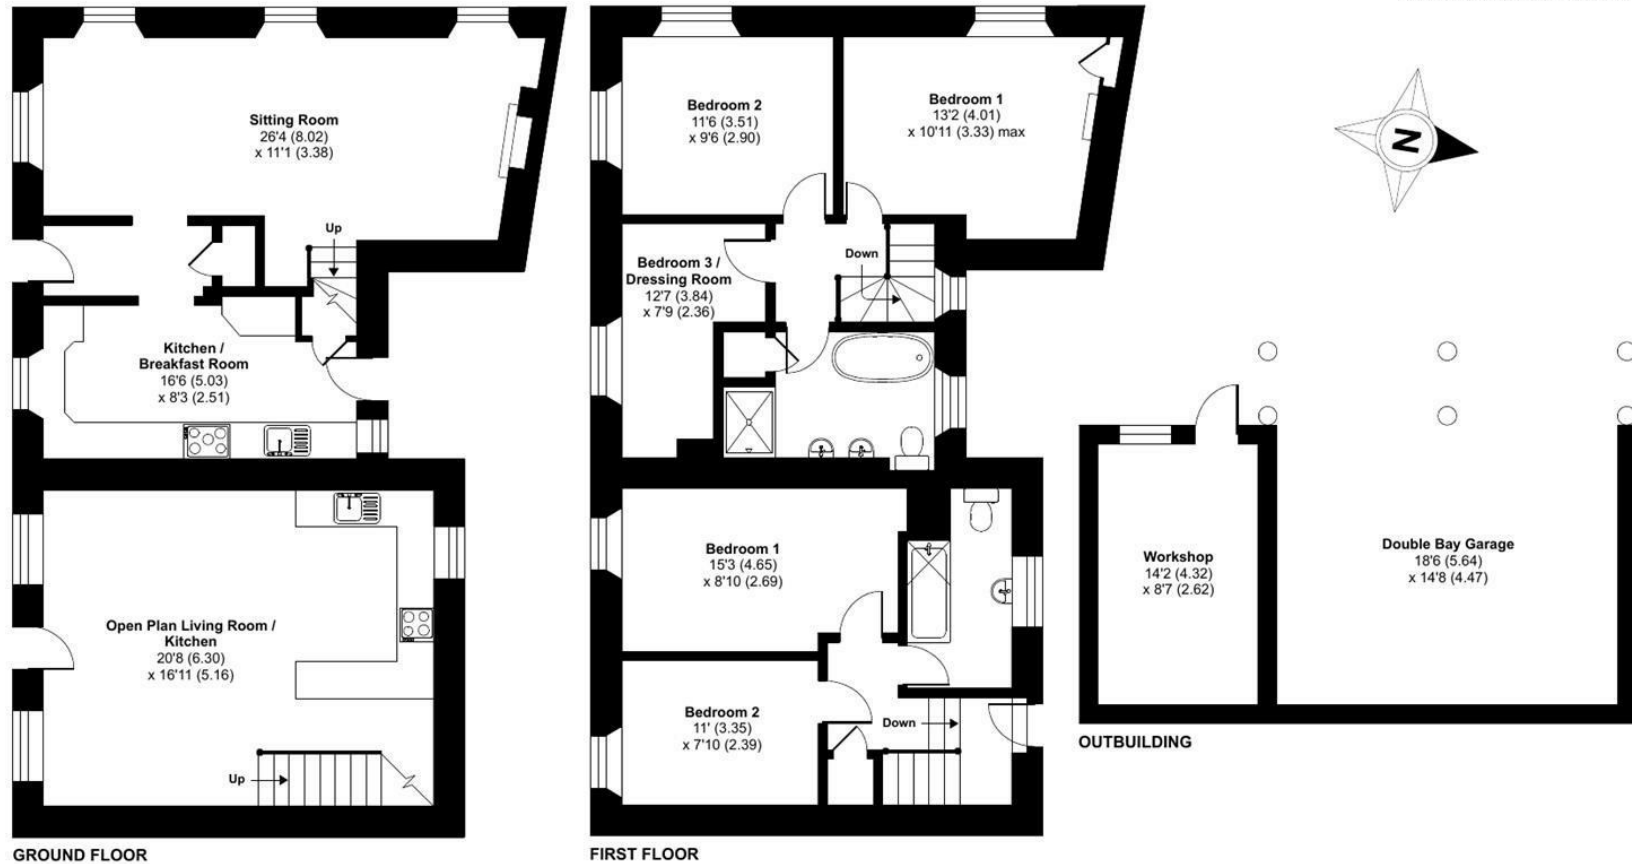 Sitting Room
26'4 (8.02)
x 11'1 (3.38)
Up
Kitchen /
Breakfast Room
16'6 (5.03)
x 8'3 (2.51)
Open Plan Living Room /
Kitchen
20'8 (6.30)
x 16'11 (5.16)
Up
GROUND FLOOR
Bedroom 2
11'6 (3.51)
x 9'6 (2.90)
Bedroom 1
13'2 (4.01)
x 10'11 (3.33) max
Bedroom 3 /
Dressing Room
12'7 (3.84)
x 7'9 (2.36)
Down
Bedroom 1
15'3 (4.65)
x 8'10 (2.69)
Bedroom 2
11' (3.35)
x 7'10 (2.39)
Down
FIRST FLOOR
N
Workshop
14'2 (4.32)
x 8'7 (2.62)
Double Bay Garage
18'6 (5.64)
x 14'8 (4.47)
OUTBUILDING